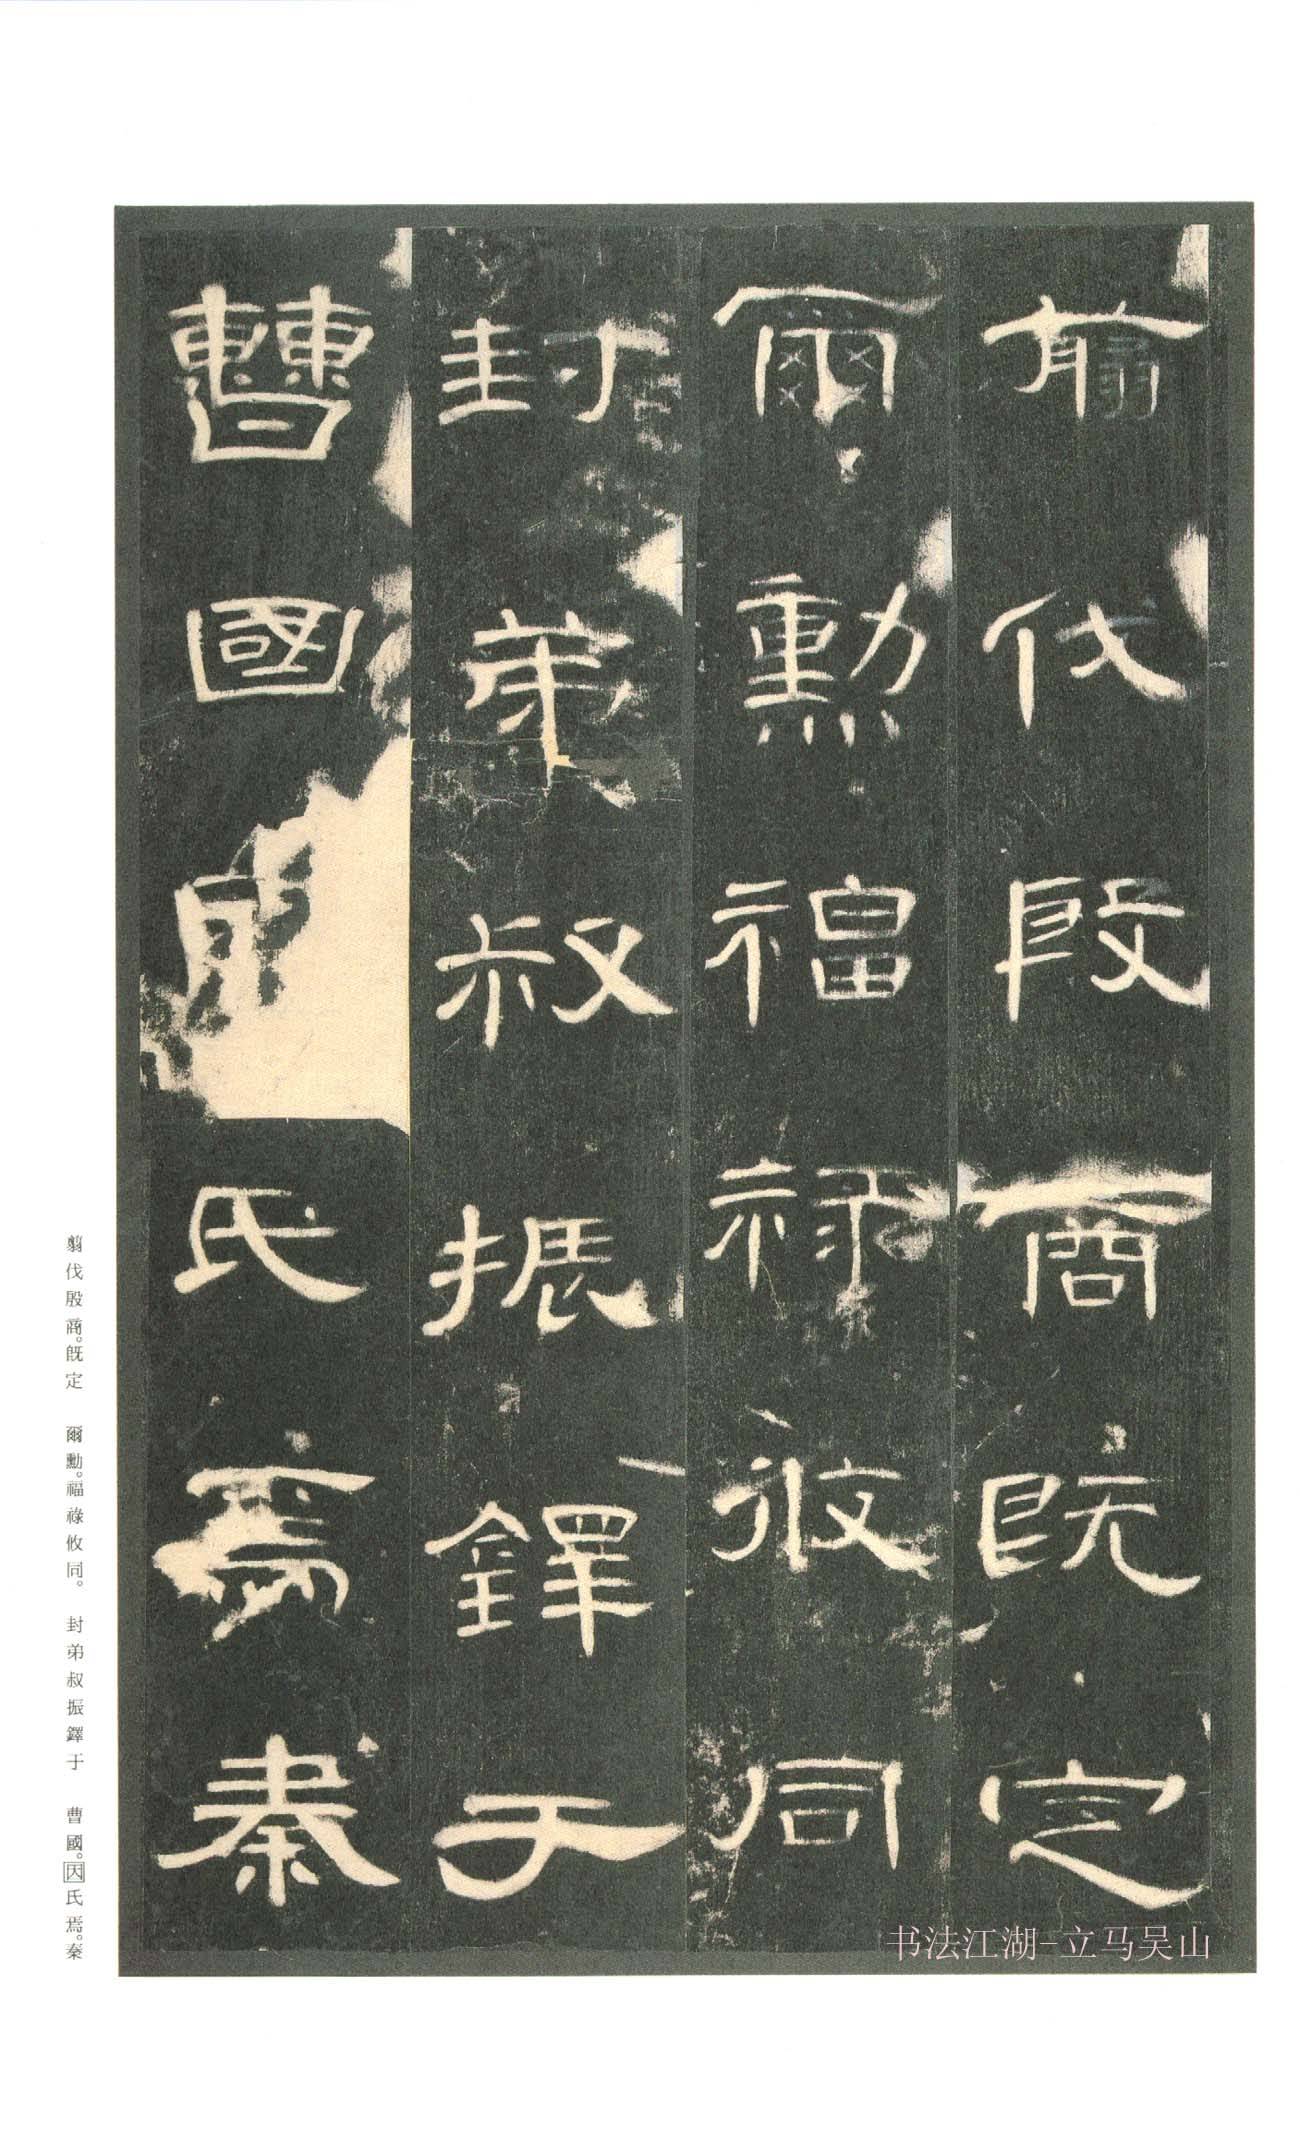 翦伐殷商既定
爾勳福祿攸同
封弟叔振鐸于
曹國因氏焉秦
翦伐殷商。既定　爾勳。福祿攸同。　封弟叔振鐸于　曹國。因氏焉。秦
书法江湖-立马吴山